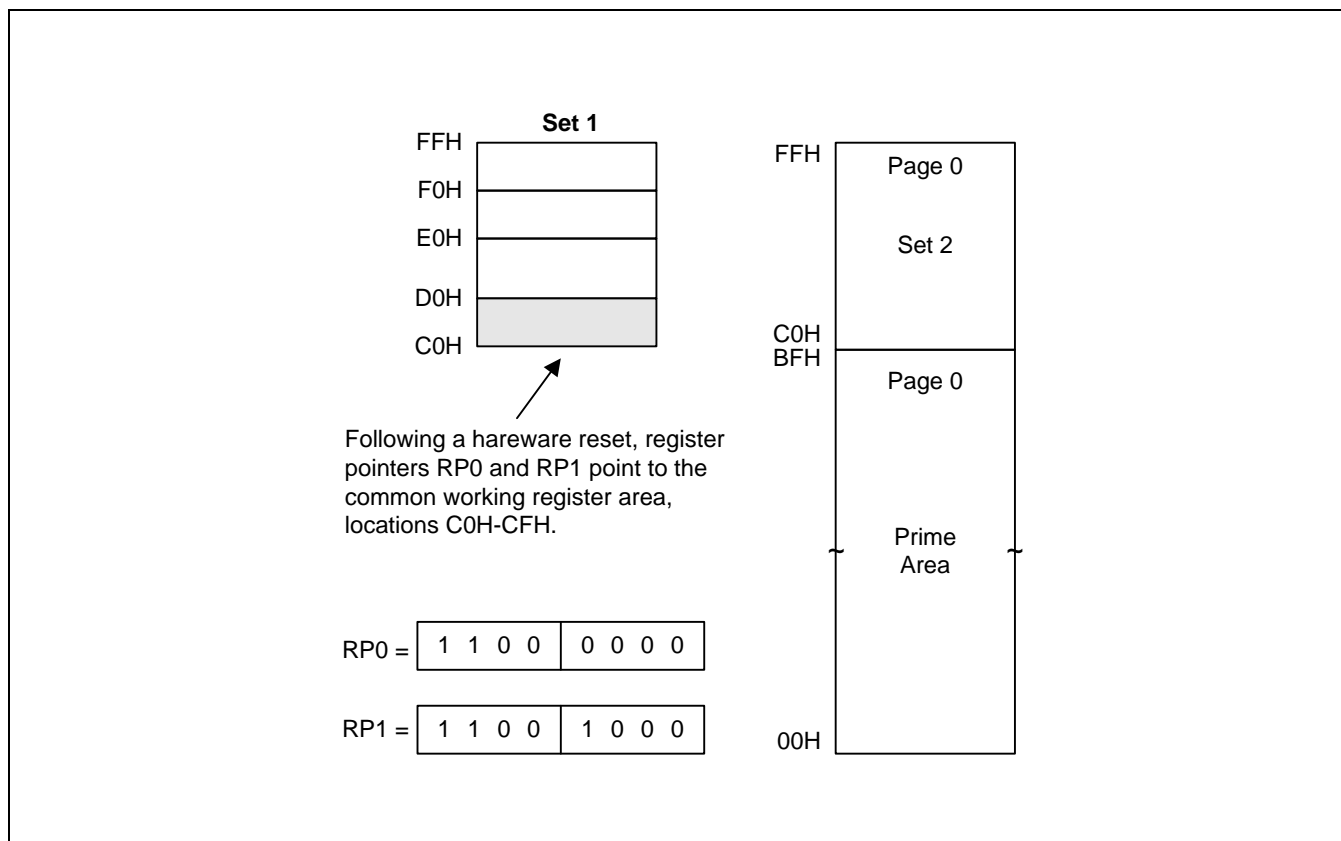 Set 1
FFH
F0H
E0H
D0H
C0H
Following a hareware reset, register
pointers RP0 and RP1 point to the
common working register area,
locations C0H-CFH.
RP0 = 1 1 0 0 0 0 0 0
RP1 = 1 1 0 0 1 0 0 0
FFH
Page 0
Set 2
C0H
BFH
Page 0
~ Prime ~
Area
00H